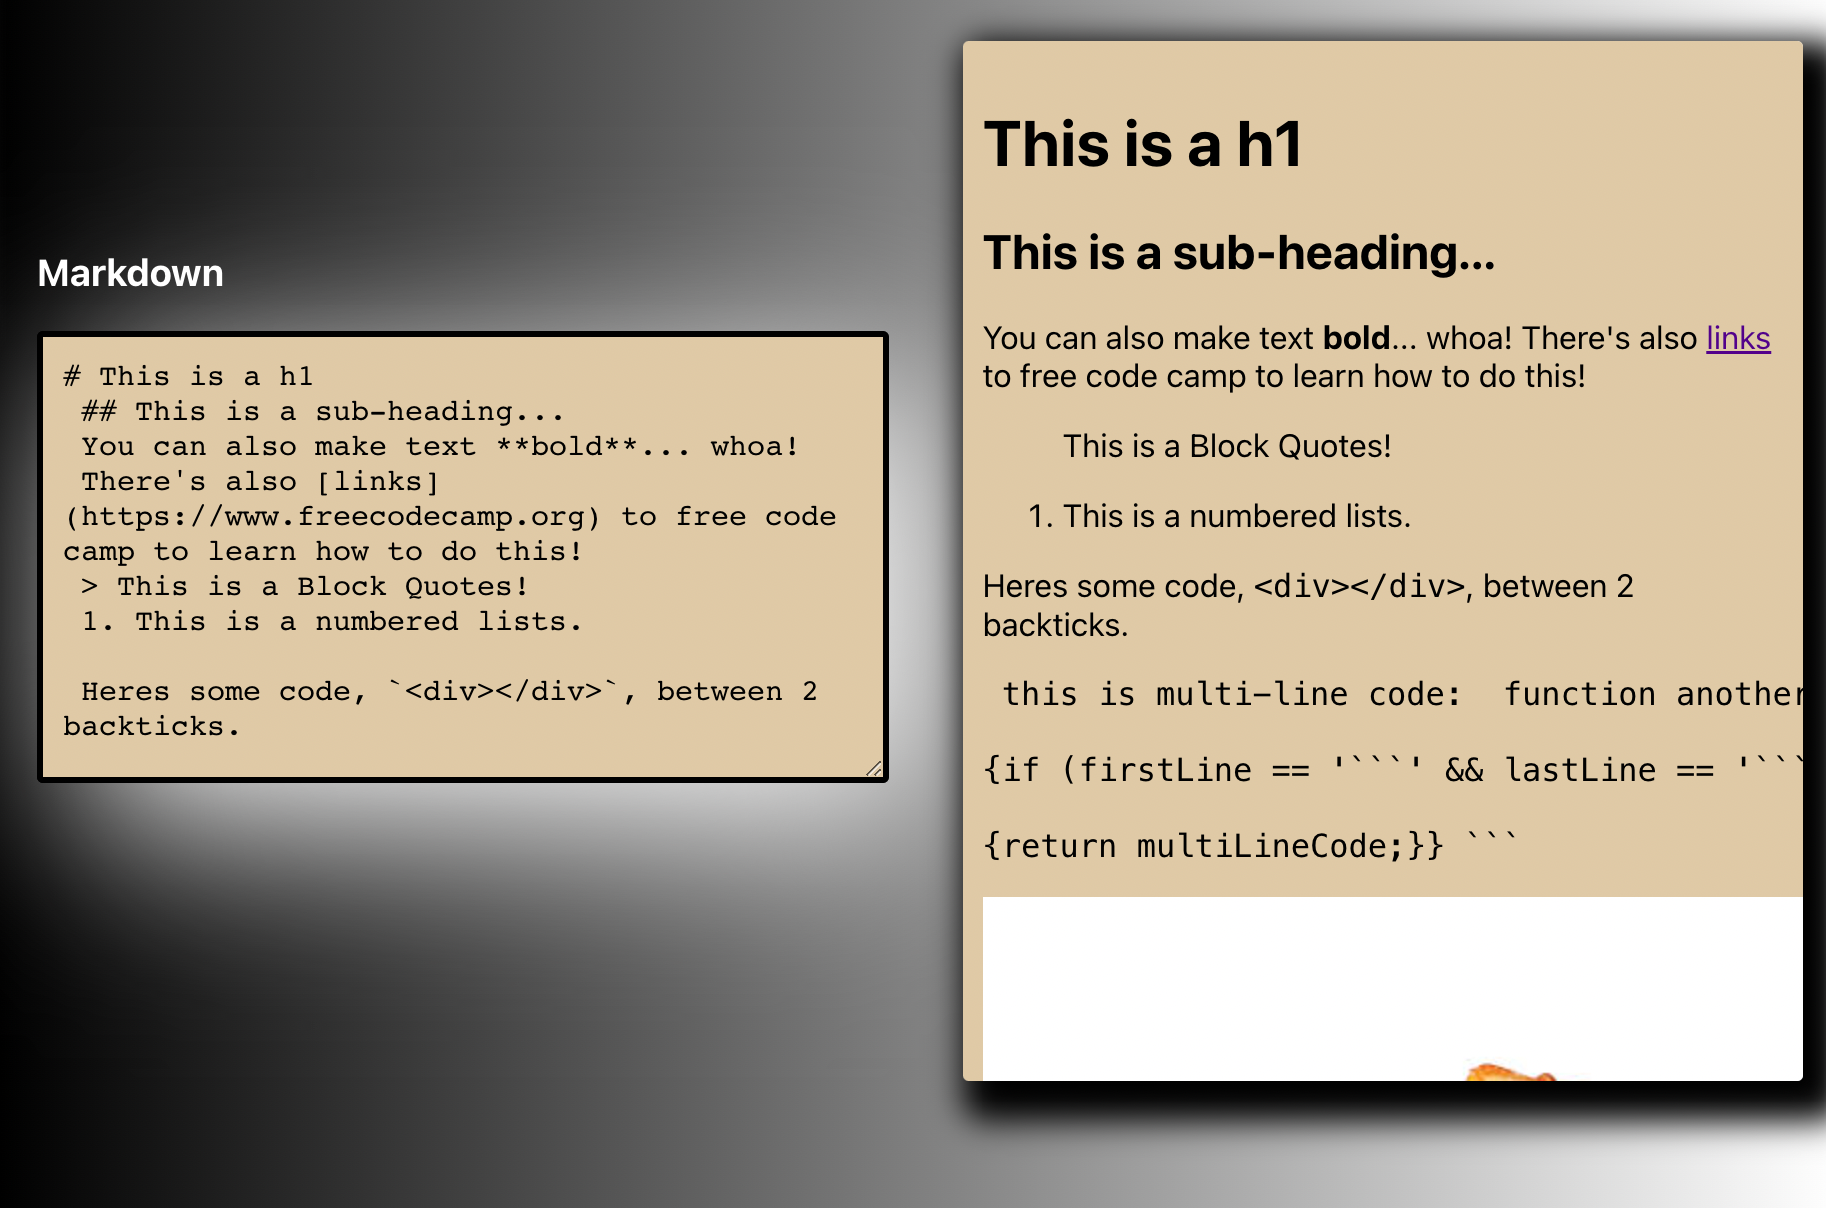 Markdown
# This is a h1
## This is a sub-heading...
You can also make text **bold**... whoa!
There's also [links]
(https://www.freecodecamp.org) to free code
camp to learn how to do this!
> This is a Block Quotes!
1. This is a numbered lists.
Heres some code, `<div></div>`, between 2
backticks.
This is a h1
This is a sub-heading...
You can also make text bold... whoa! There's also links
to free code camp to learn how to do this!
This is a Block Quotes!
1. This is a numbered lists.
Heres some code, <div></div>, between 2
backticks.
this is multi-line code:  function another
{if (firstLine == '```' && lastLine == '```
{return multiLineCode;}} ```